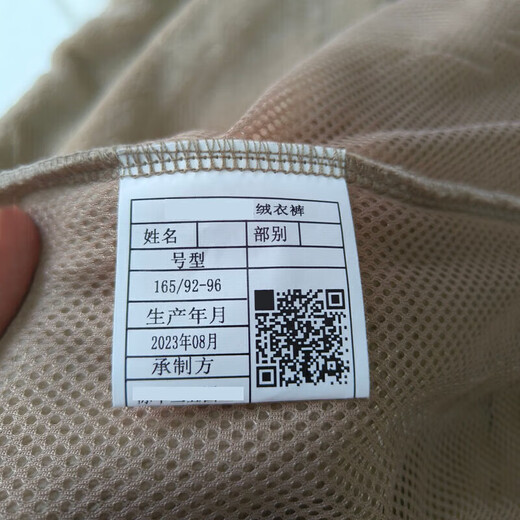 绒衣裤
姓名 部别
号型
165/92-96
生产年月
2023年08月
承制方